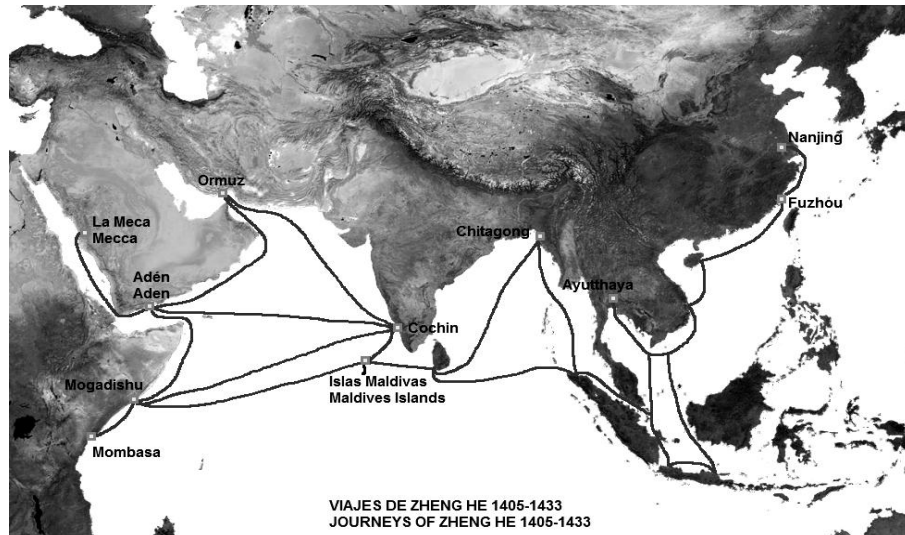 Nanjing
Ormuz
Fuzhóu
La Meca
Mecca
Chitagong
Adén
Aden
Ayutthaya
Cochin
Islas Maldivas
Maldives Islands
Mogadishu
Mombasa
VIAJES DE ZHENG HE 1405-1433
JOURNEYS OF ZHENG HE 1405-1433